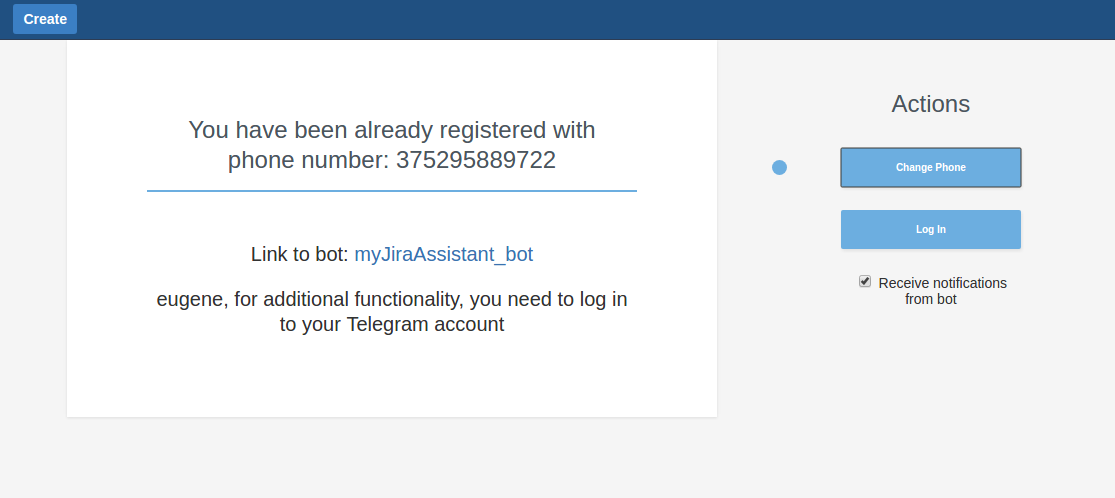 Create
You have been already registered with
phone number: 375295889722
Link to bot: myJiraAssistant_bot
eugene, for additional functionality, you need to log in
to your Telegram account
Actions
Change Phone
Log In
Receive notifications
from bot